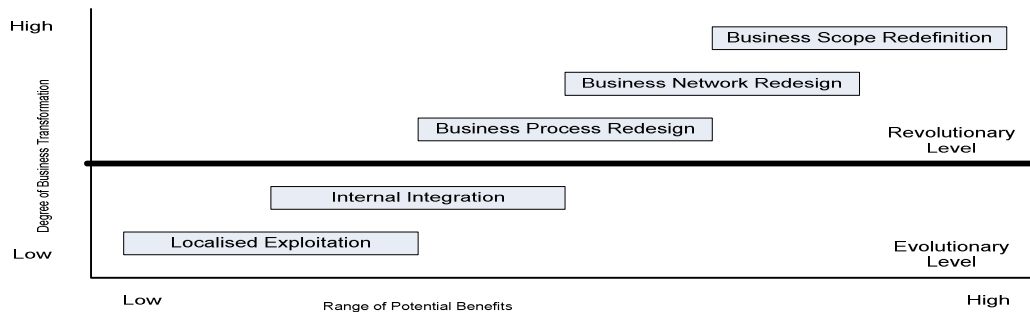 High
Business Scope Redefinition
Business Network Redesign
Degree of Business Transformation
Business Process Redesign
Revolutionary
Level
Internal Integration
Localised Exploitation
Evolutionary
Level
Low
Low
Range of Potential Benefits
High